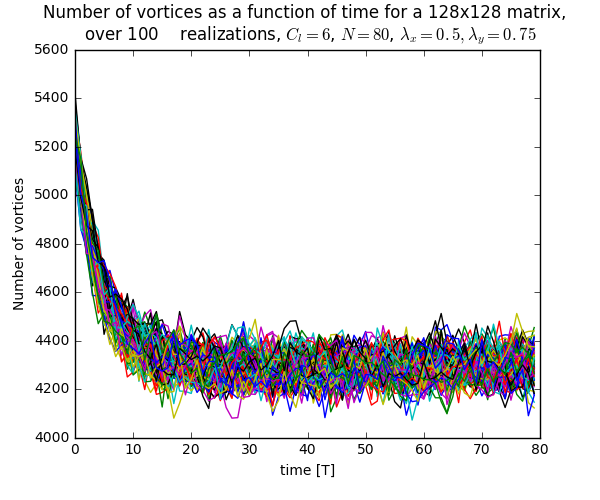 Number of vortices as a function of time for a 128x128 matrix,
over 100    realizations, $C_l = 6$, $N = 80$, $\lambda_x = 0.5, \lambda_y = 0.75$
5600
5400
5200
5000
4800
4600
4400
4200
4000
Number of vortices
0 10 20 30 40 50 60 70 80
time [T]